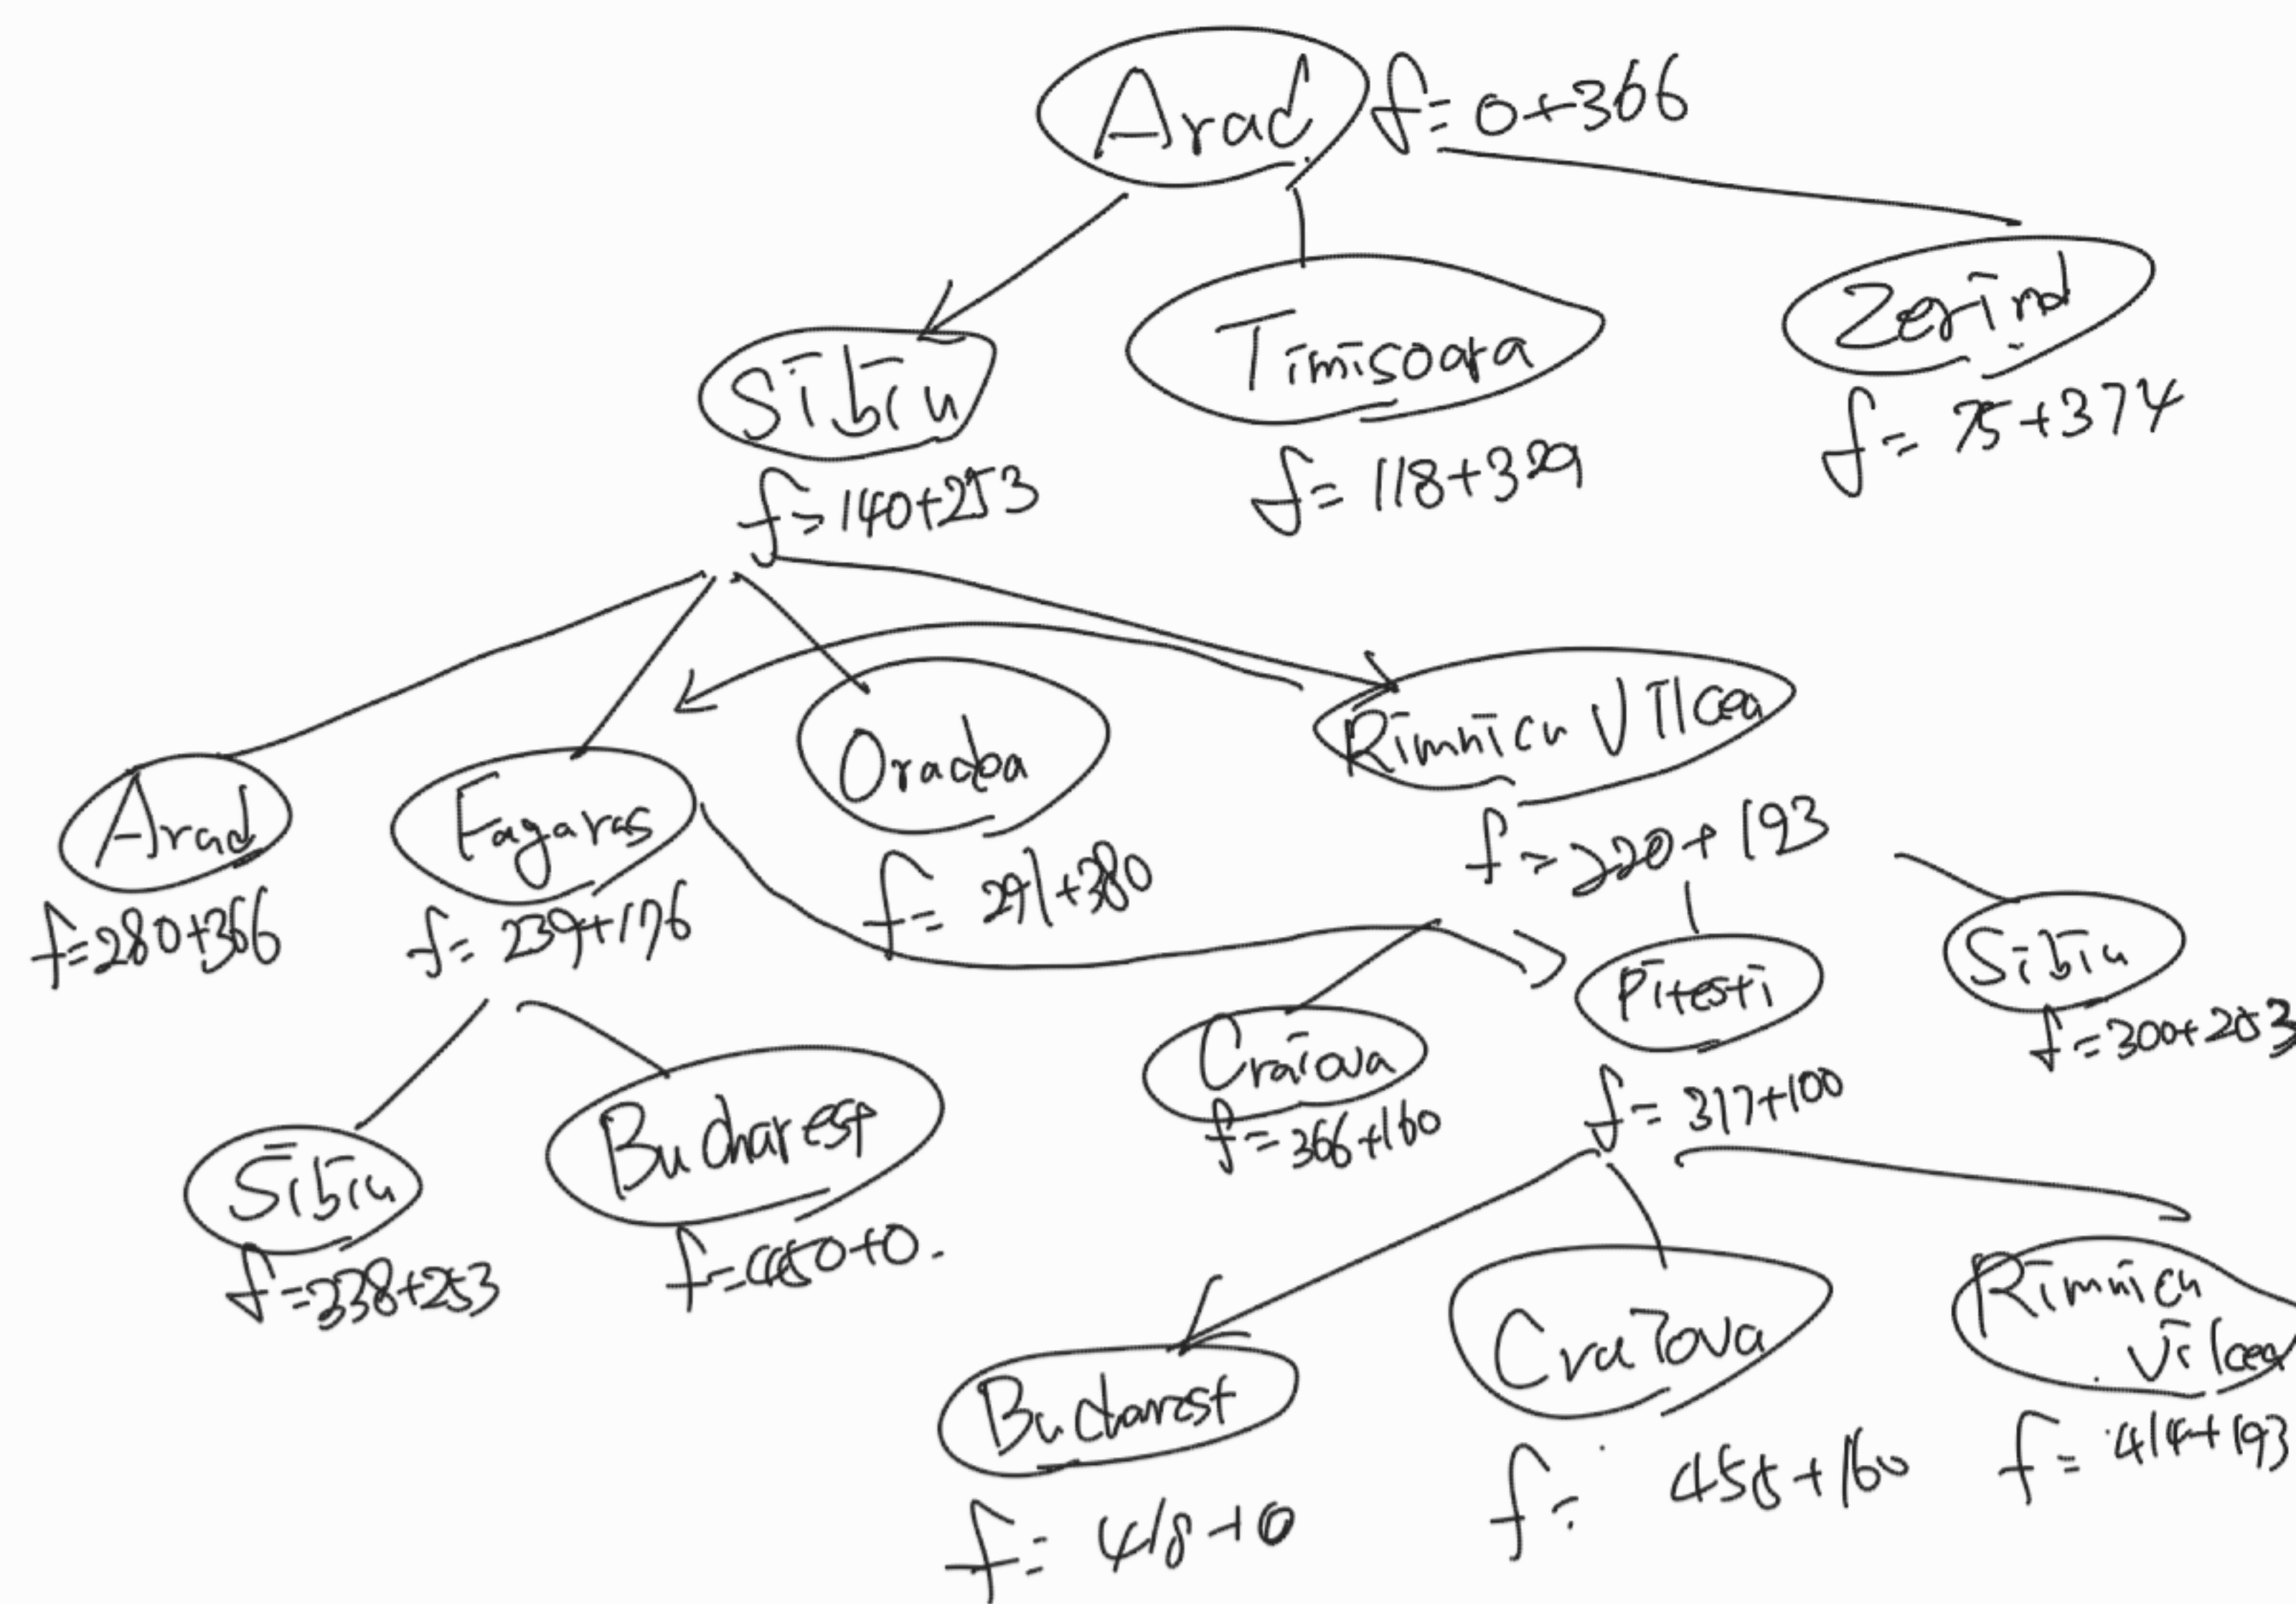 Arad f=0+366
Sibiu
f=140+253
Timisoara
f=118+329
Zerind
f=75+374
Arad
f=280+366
Fagaras
f=239+176
Oradea
f=291+380
Rimnicu Vilcea
f=220+193
Sibiu
f=338+253
Bucharest
f=450+0.
Craiova
f=366+160
Pitesti
f=317+100
Sibiu
f=300+253
Bucharest
f=418+0
Craiova
f=455+160
Rimnicu
Vilcea
f=414+193